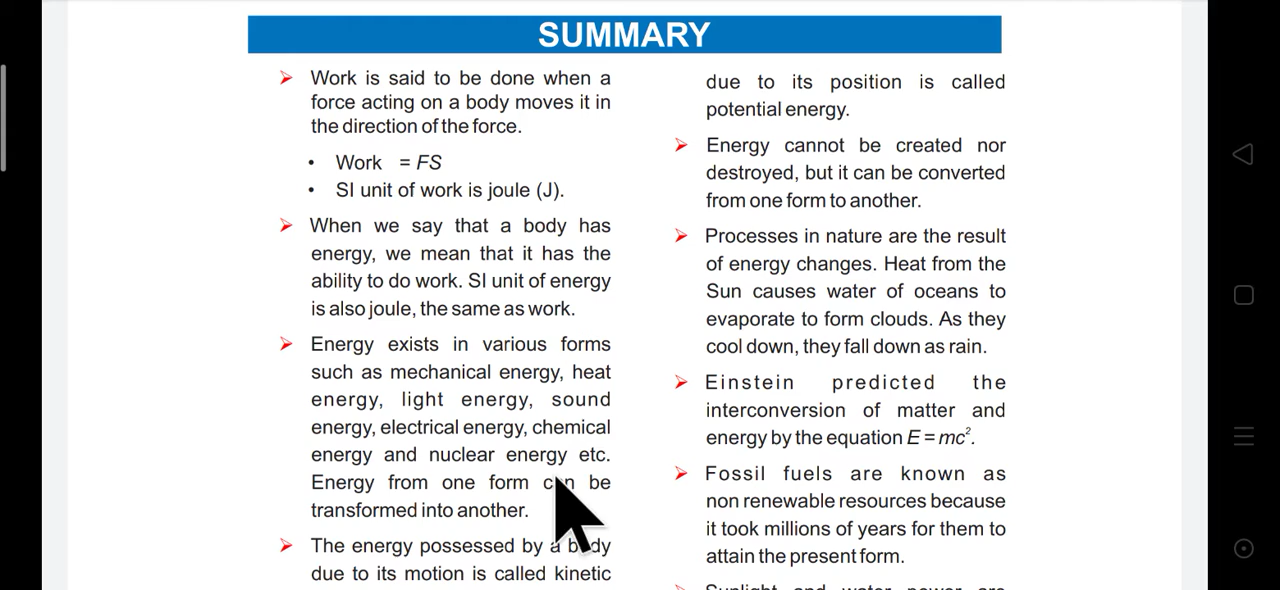 SUMMARY
➢ Work is said to be done when a
force acting on a body moves it in
the direction of the force.
• Work = FS
• SI unit of work is joule (J).
➢ When we say that a body has
energy, we mean that it has the
ability to do work. SI unit of energy
is also joule, the same as work.
➢ Energy exists in various forms
such as mechanical energy, heat
energy, light energy, sound
energy, electrical energy, chemical
energy and nuclear energy etc.
Energy from one form can be
transformed into another.
➢ The energy possessed by a body
due to its motion is called kinetic
due to its position is called
potential energy.
➢ Energy cannot be created nor
destroyed, but it can be converted
from one form to another.
➢ Processes in nature are the result
of energy changes. Heat from the
Sun causes water of oceans to
evaporate to form clouds. As they
cool down, they fall down as rain.
➢ Einstein predicted the
interconversion of matter and
energy by the equation E = mc².
➢ Fossil fuels are known as
non renewable resources because
it took millions of years for them to
attain the present form.
➢ Sunlight and water power are